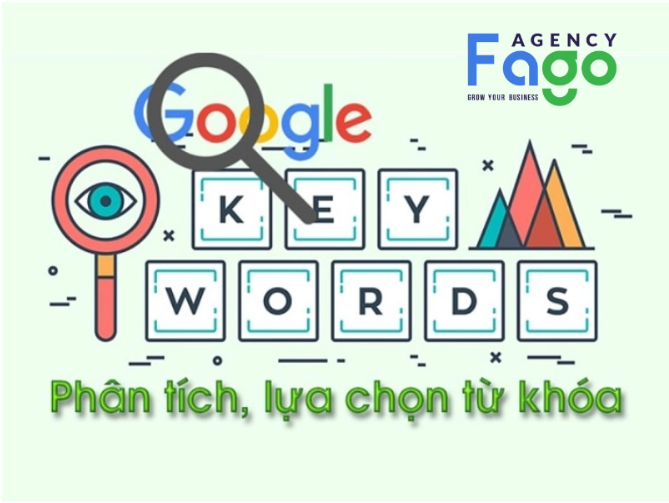 AGENCY
Fago
GROW YOUR BUSINESS
Google
KEY
WORDS
Phân tích, lựa chọn từ khóa